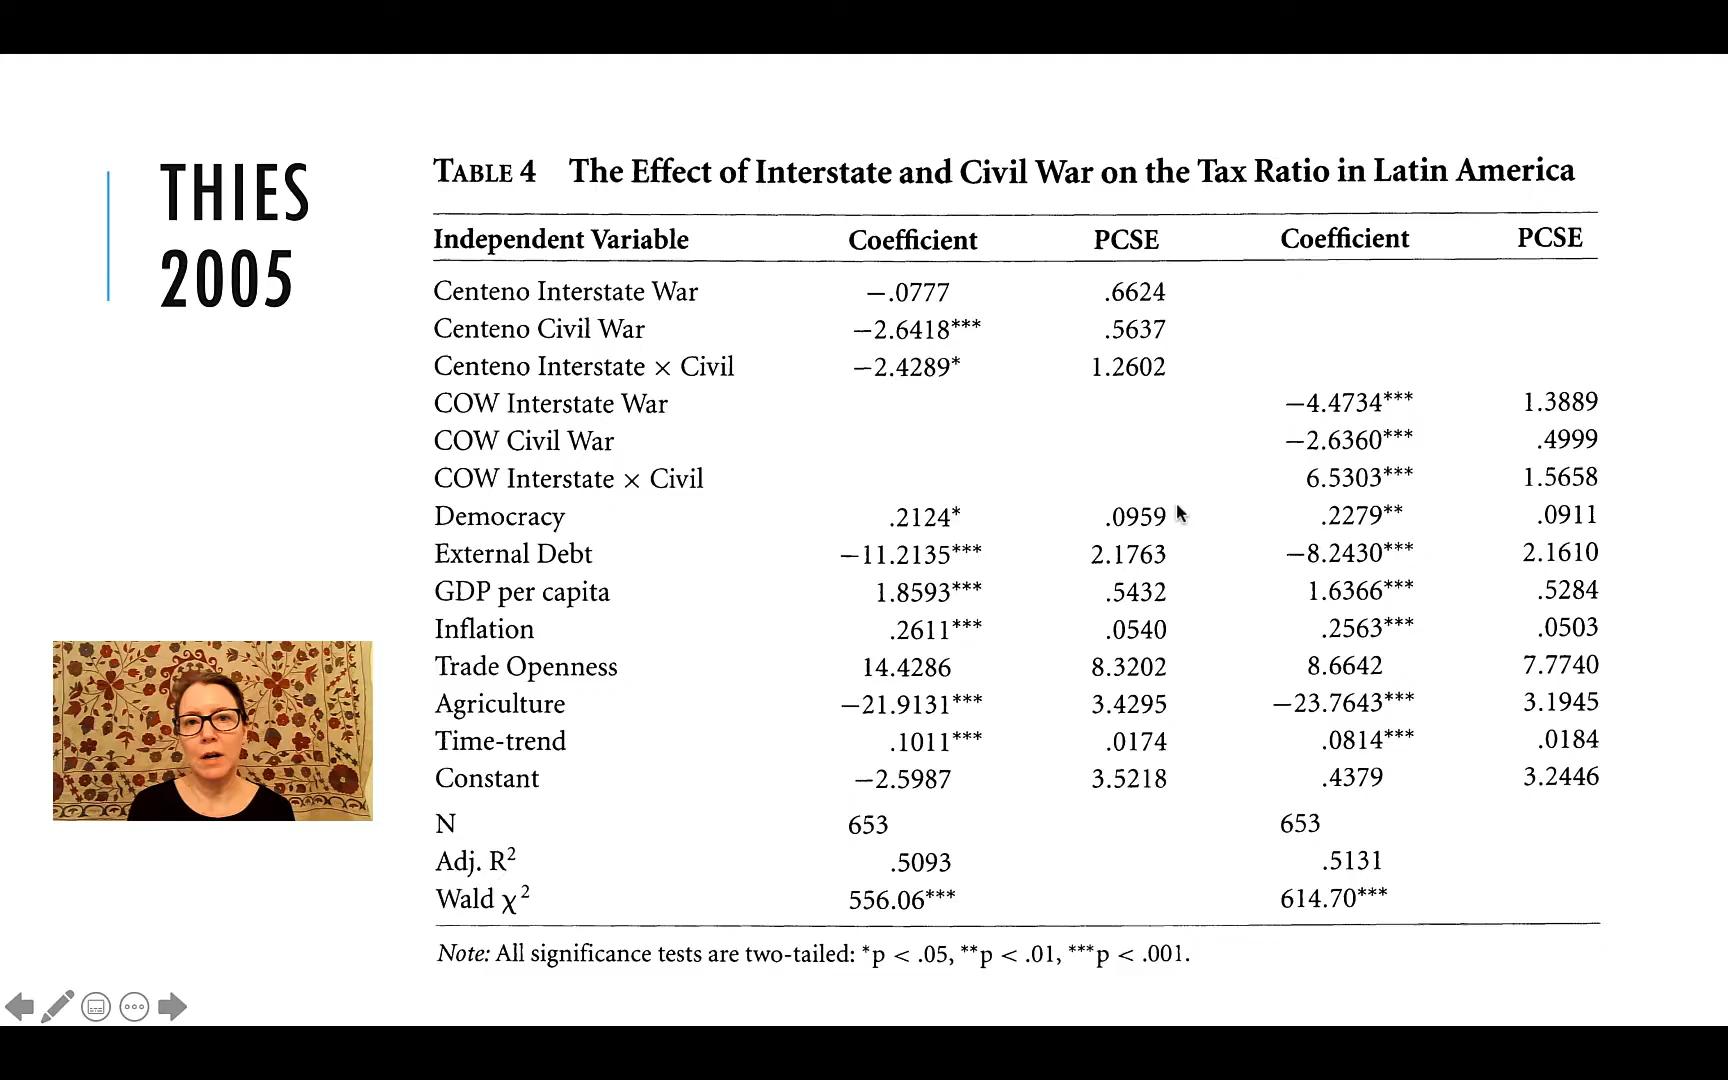 THIES
2005
TABLE 4 The Effect of Interstate and Civil War on the Tax Ratio in Latin America
Independent Variable Coefficient PCSE Coefficient PCSE
Centeno Interstate War −.0777 .6624
Centeno Civil War −2.6418*** .5637
Centeno Interstate × Civil −2.4289* 1.2602
COW Interstate War −4.4734*** 1.3889
COW Civil War −2.6360*** .4999
COW Interstate × Civil 6.5303*** 1.5658
Democracy .2124* .0959 .2279** .0911
External Debt −11.2135*** 2.1763 −8.2430*** 2.1610
GDP per capita 1.8593*** .5432 1.6366*** .5284
Inflation .2611*** .0540 .2563*** .0503
Trade Openness 14.4286 8.3202 8.6642 7.7740
Agriculture −21.9131*** 3.4295 −23.7643*** 3.1945
Time-trend .1011*** .0174 .0814*** .0184
Constant −2.5987 3.5218 .4379 3.2446
N 653 653
Adj. R² .5093 .5131
Wald χ² 556.06*** 614.70***
Note: All significance tests are two-tailed: *p < .05, **p < .01, ***p < .001.